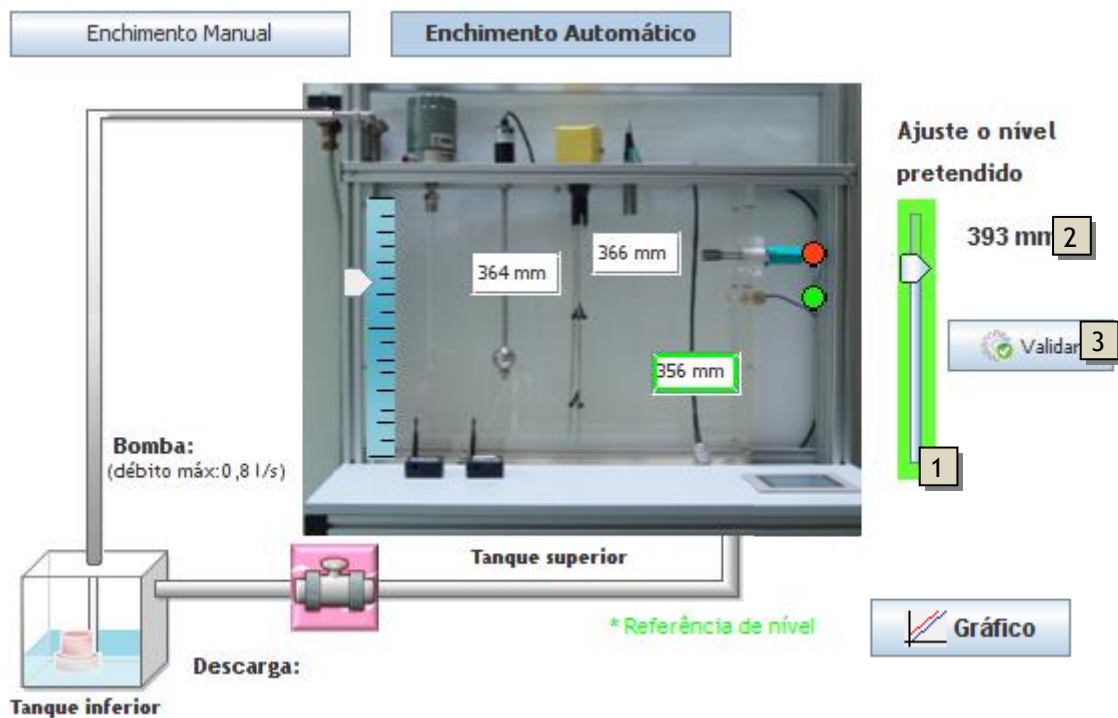 Enchimento Manual
Enchimento Automático
Ajuste o nível
pretendido
393 mm
2
366 mm
364 mm
Validar
3
356 mm
Bomba:
(débito máx:0,8 l/s)
1
Tanque superior
* Referência de nível
Gráfico
Descarga:
Tanque inferior